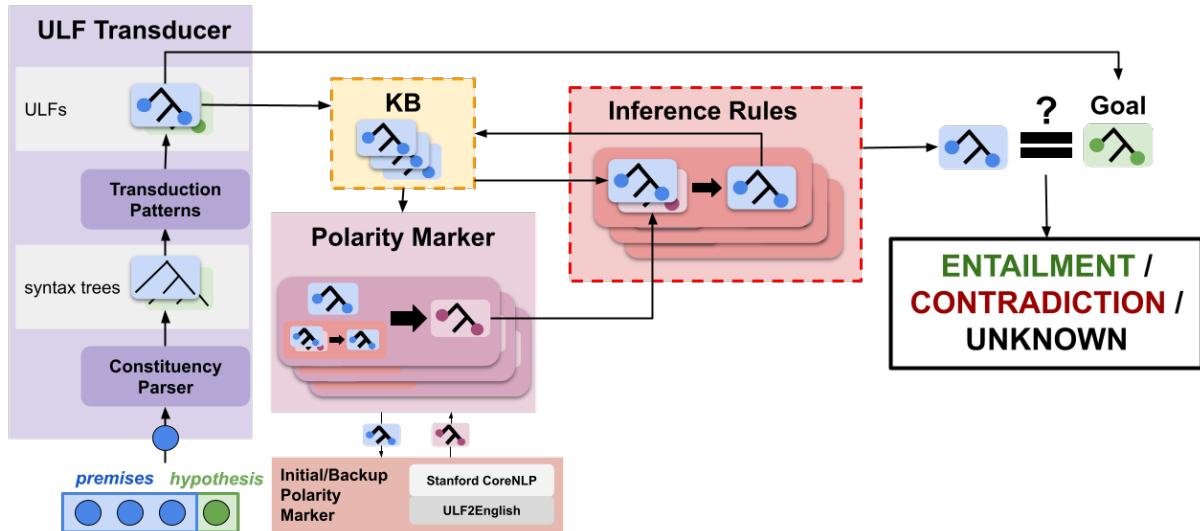 ULF Transducer
ULFs
Transduction
Patterns
syntax trees
Constituency
Parser
premises hypothesis
KB
Polarity Marker
Initial/Backup
Polarity
Marker
Stanford CoreNLP
ULF2English
Inference Rules
?
Goal
=
ENTAILMENT /
CONTRADICTION /
UNKNOWN